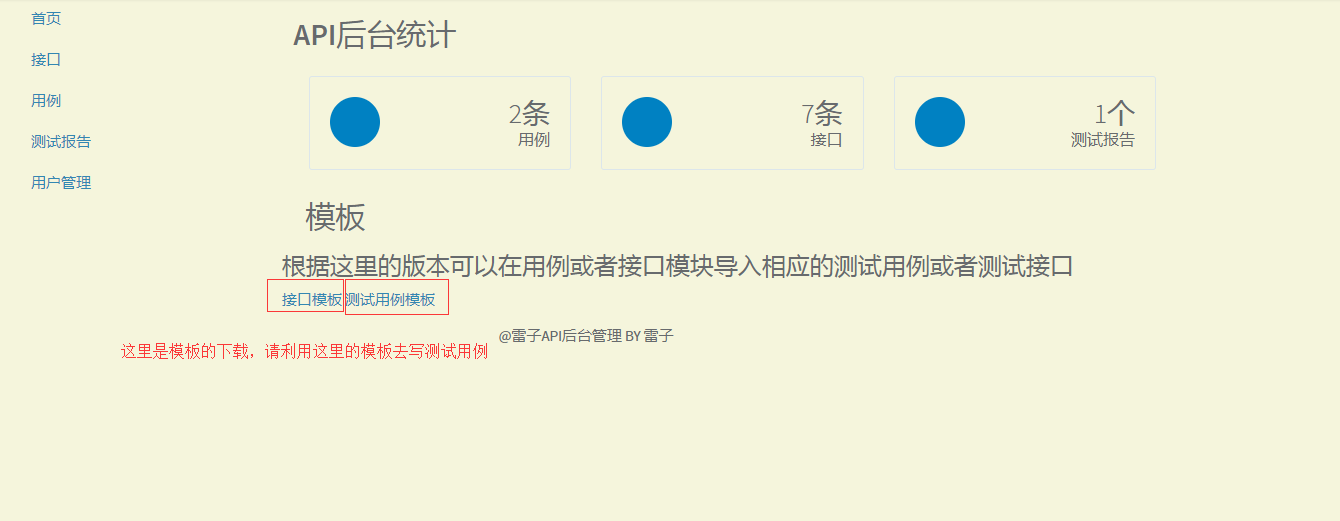 首页
接口
用例
测试报告
用户管理
API后台统计
2条
用例
7条
接口
1个
测试报告
模板
根据这里的版本可以在用例或者接口模块导入相应的测试用例或者测试接口
接口模板 测试用例模板
@雷子API后台管理 BY 雷子
这里是模板的下载，请利用这里的模板去写测试用例